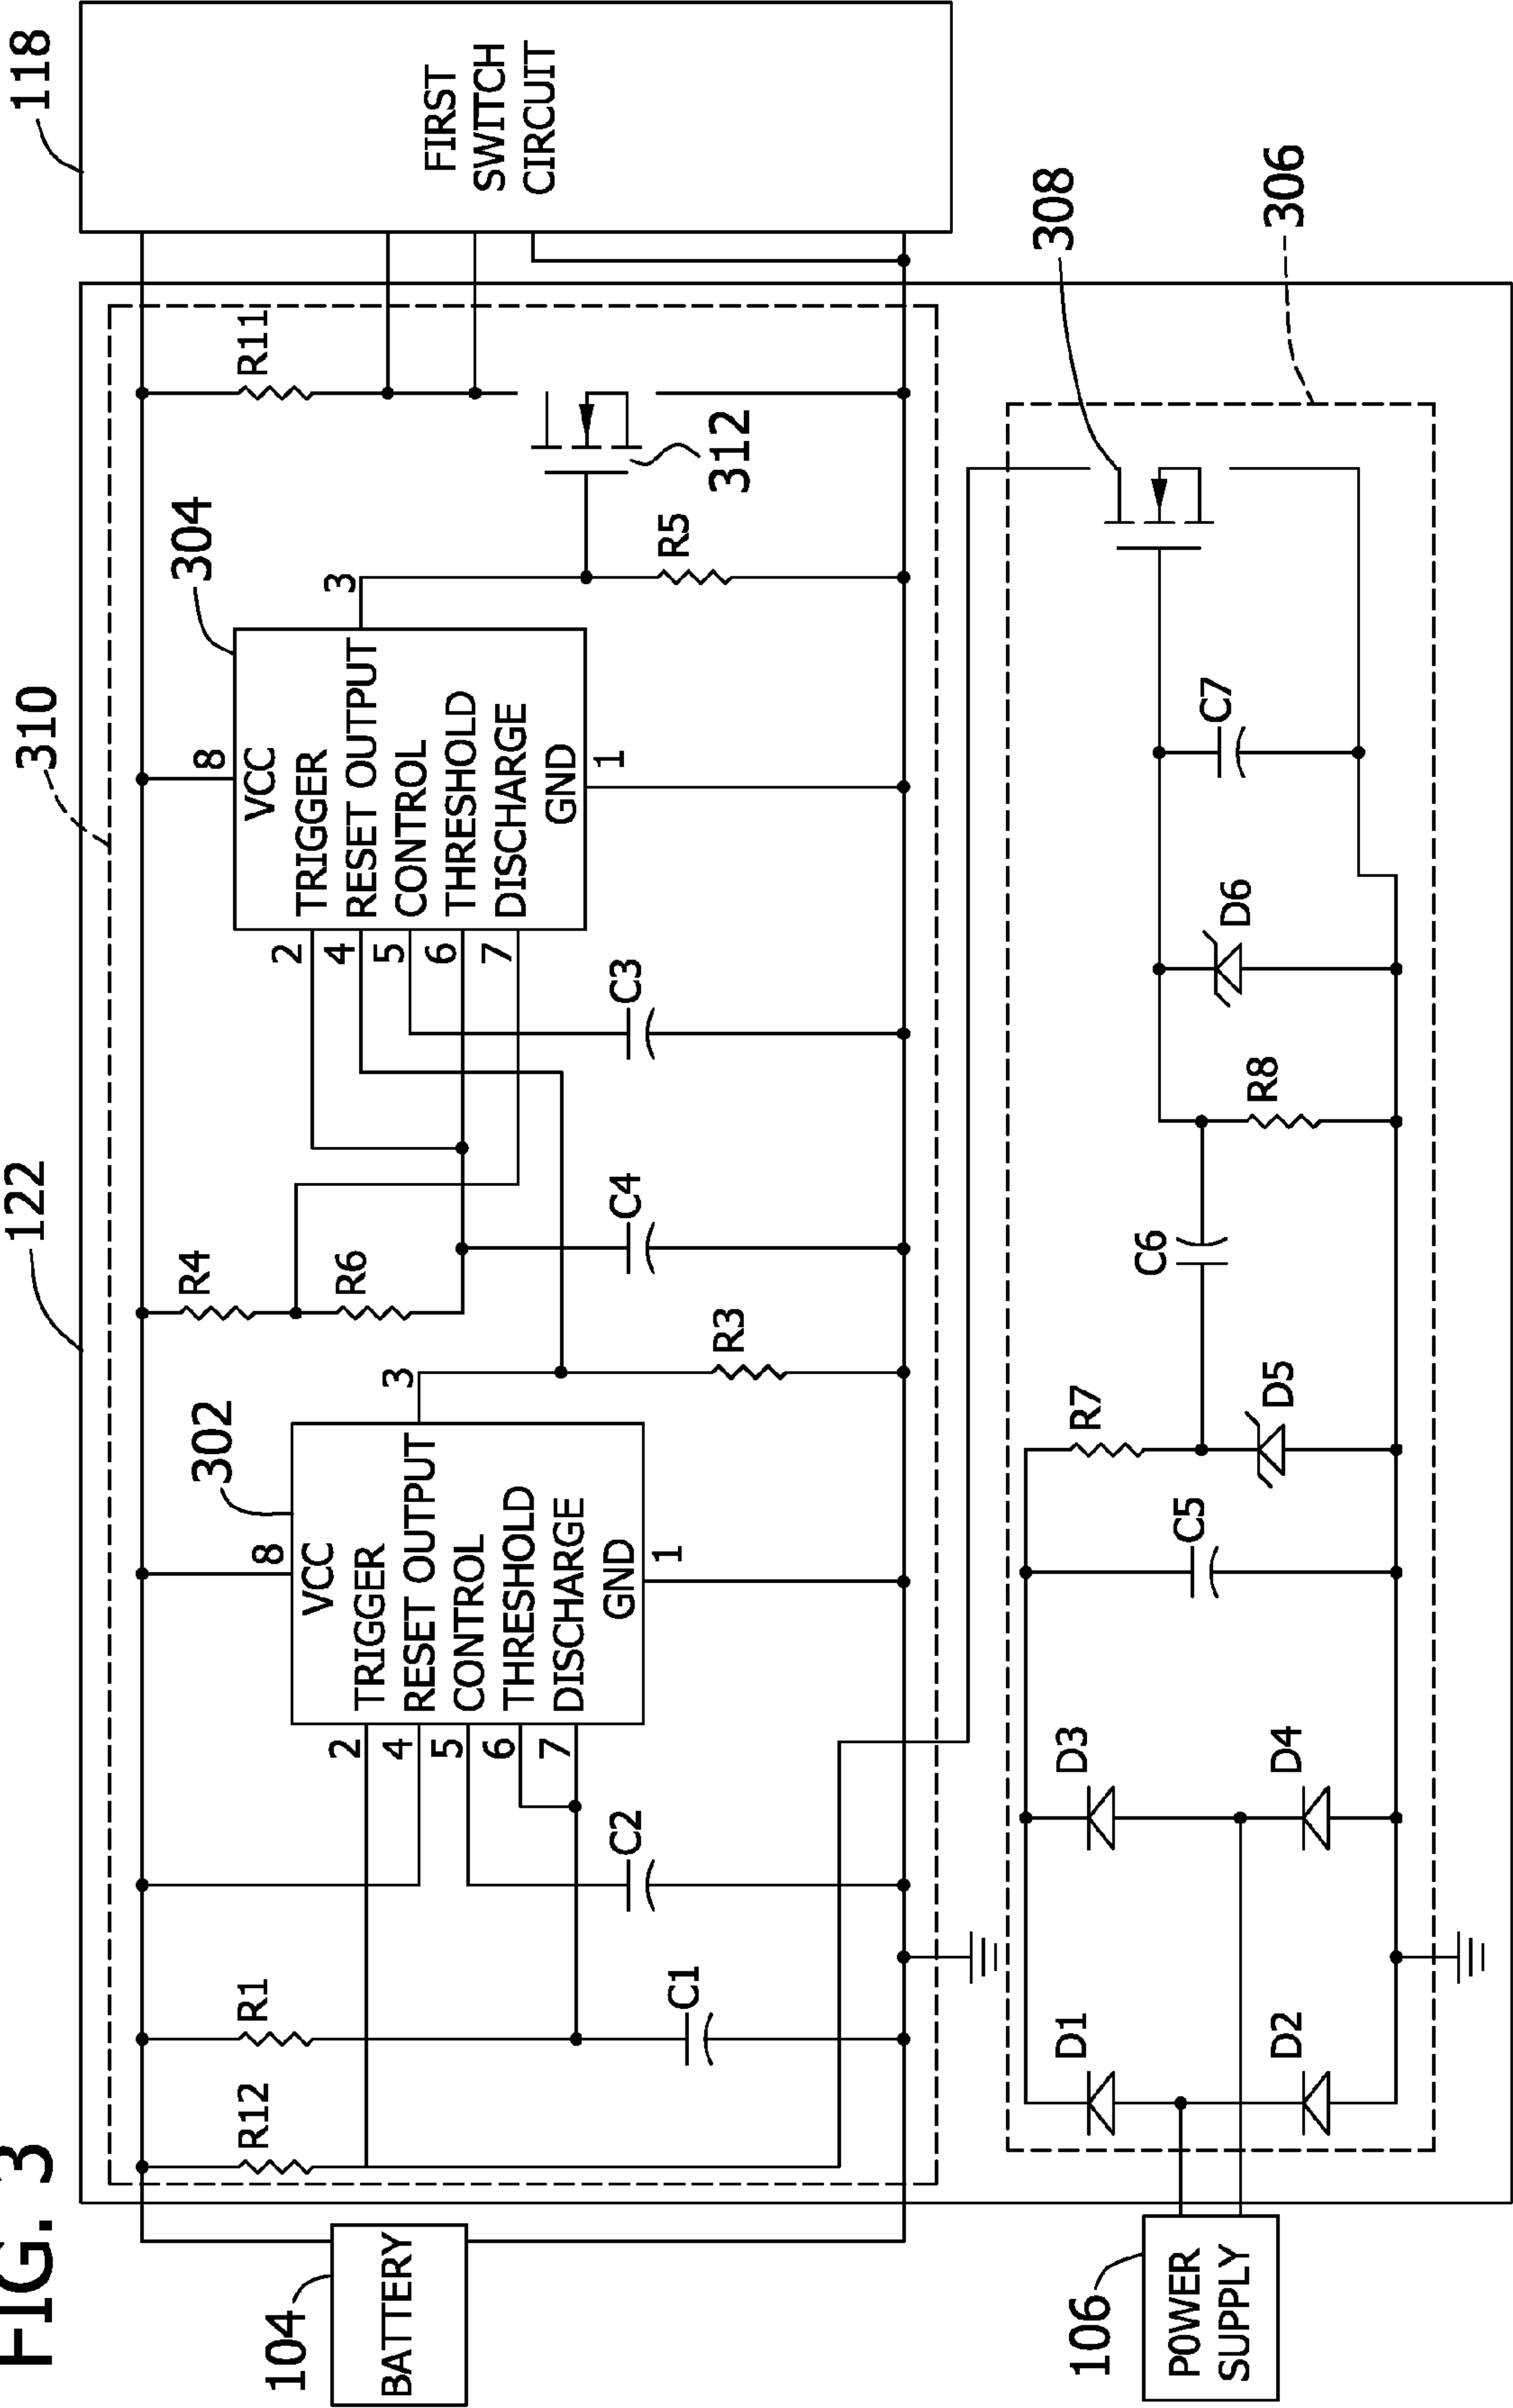 FIG. 3
122
310
118
302
304
8
VCC
TRIGGER
RESET OUTPUT
CONTROL
THRESHOLD
DISCHARGE
GND
1
2
4
5
6
7
3
8
VCC
TRIGGER
RESET OUTPUT
CONTROL
THRESHOLD
DISCHARGE
GND
1
2
4
5
6
7
3
R12
R1
R4
R6
R11
C1
C2
R3
C4
C3
R5
312
FIRST
SWITCH
CIRCUIT
104
BATTERY
106
POWER
SUPPLY
D1
D2
D3
D4
C5
R7
D5
C6
R8
D6
C7
308
306